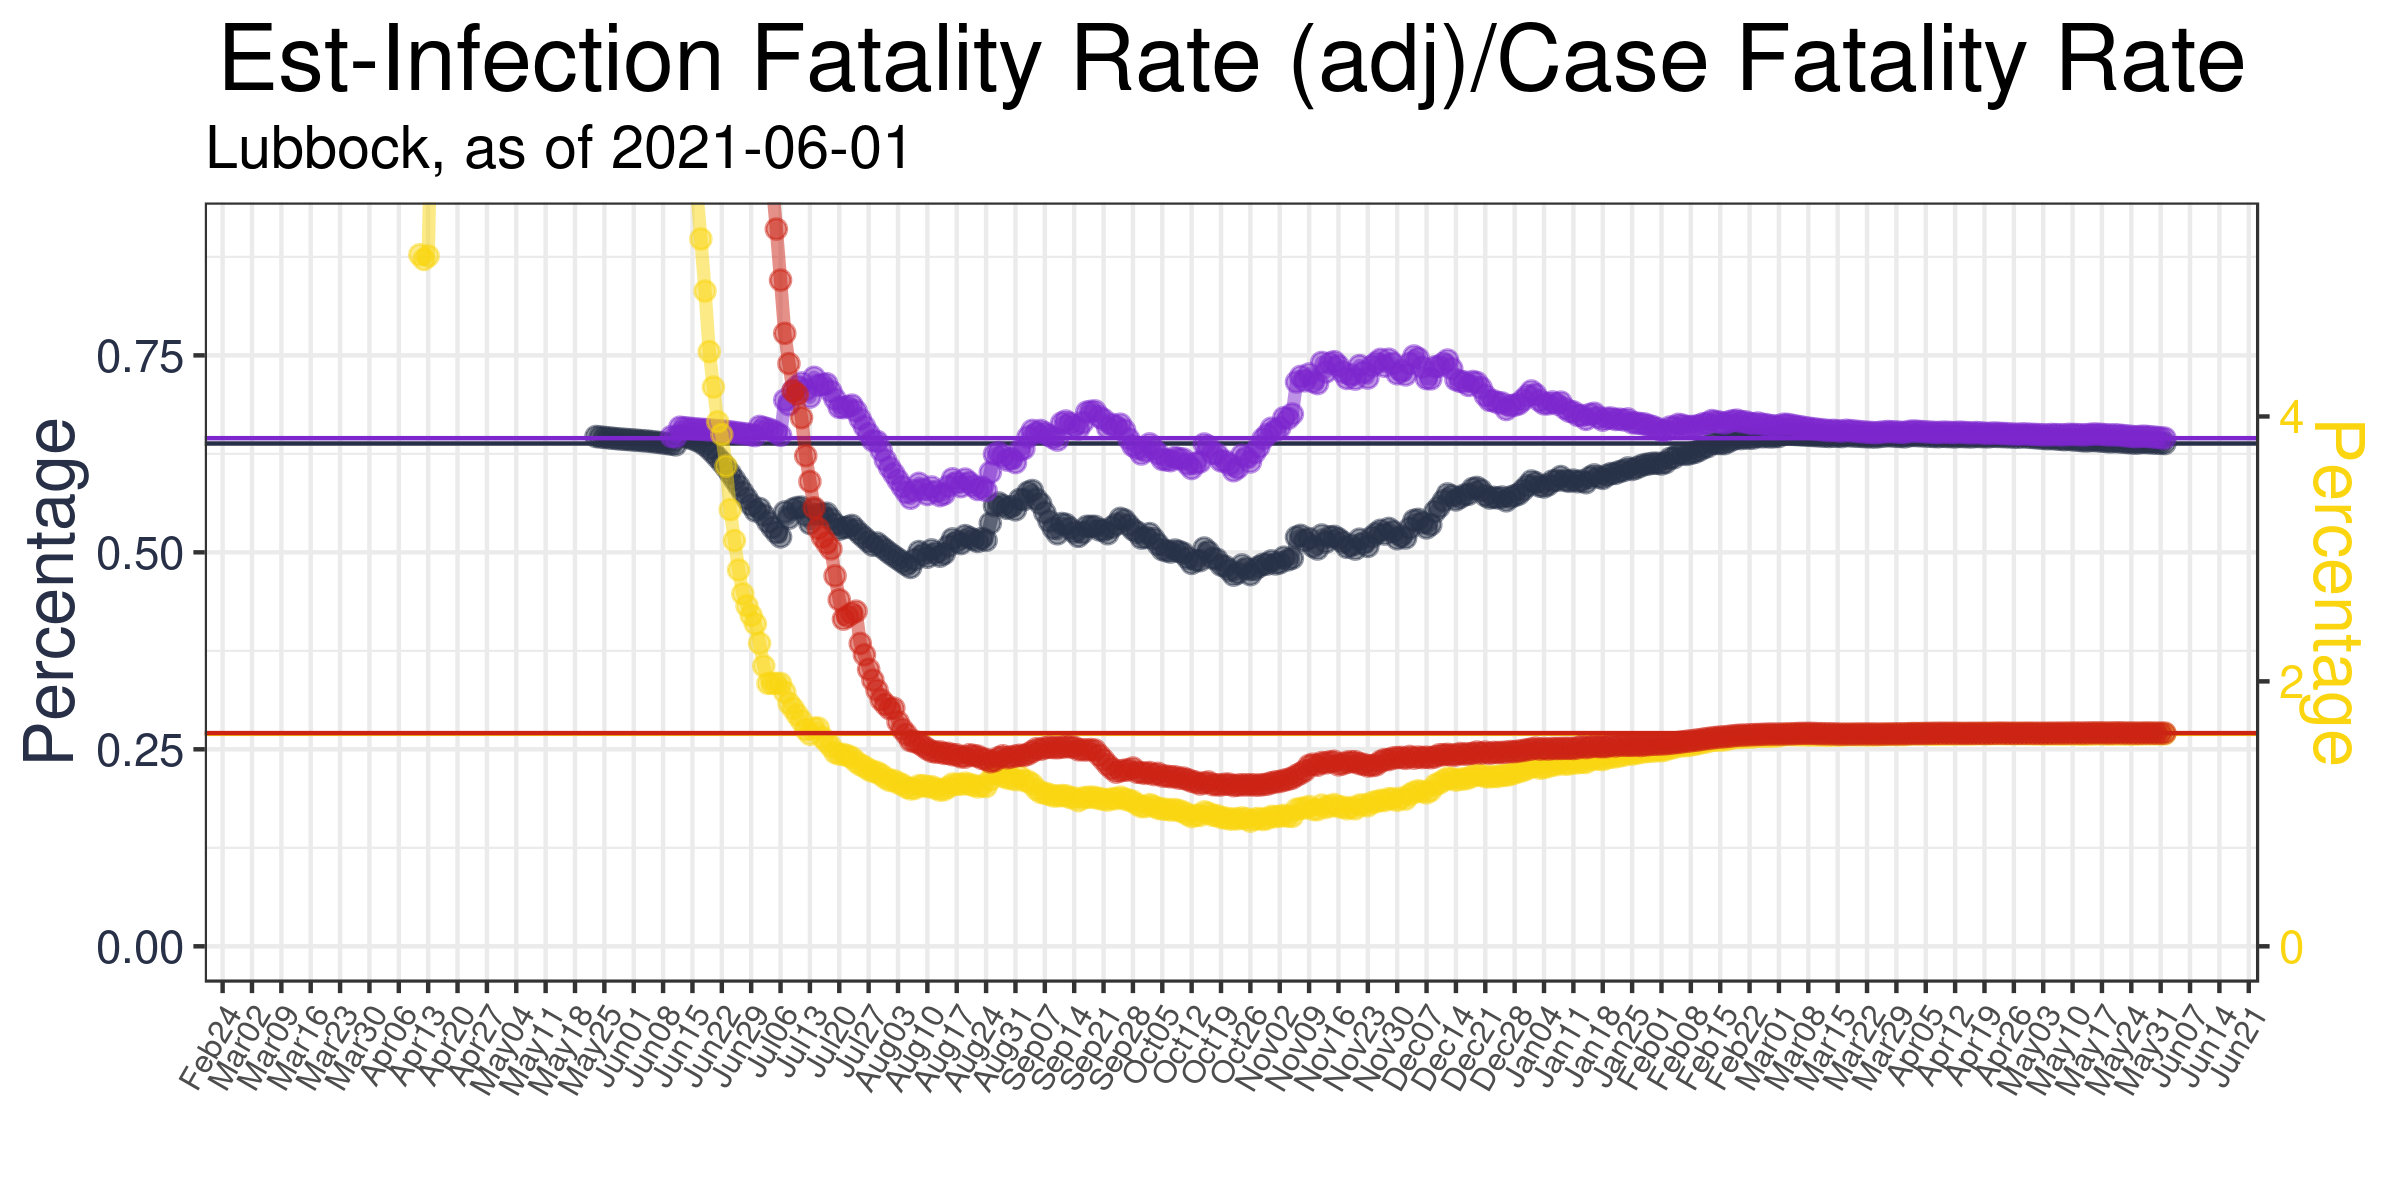 Est-Infection Fatality Rate (adj)/Case Fatality Rate
Lubbock, as of 2021-06-01
Percentage
0.75
0.50
0.25
0.00
4
2
0
Percentage
Feb24
Mar02
Mar09
Mar16
Mar23
Mar30
Apr06
Apr13
Apr20
Apr27
May04
May11
May18
May25
Jun01
Jun08
Jun15
Jun22
Jun29
Jul06
Jul13
Jul20
Jul27
Aug03
Aug10
Aug17
Aug24
Aug31
Sep07
Sep14
Sep21
Sep28
Oct05
Oct12
Oct19
Oct26
Nov02
Nov09
Nov16
Nov23
Nov30
Dec07
Dec14
Dec21
Dec28
Jan04
Jan11
Jan18
Jan25
Feb01
Feb08
Feb15
Feb22
Mar01
Mar08
Mar15
Mar22
Mar29
Apr05
Apr12
Apr19
Apr26
May03
May10
May17
May24
May31
Jun07
Jun14
Jun21